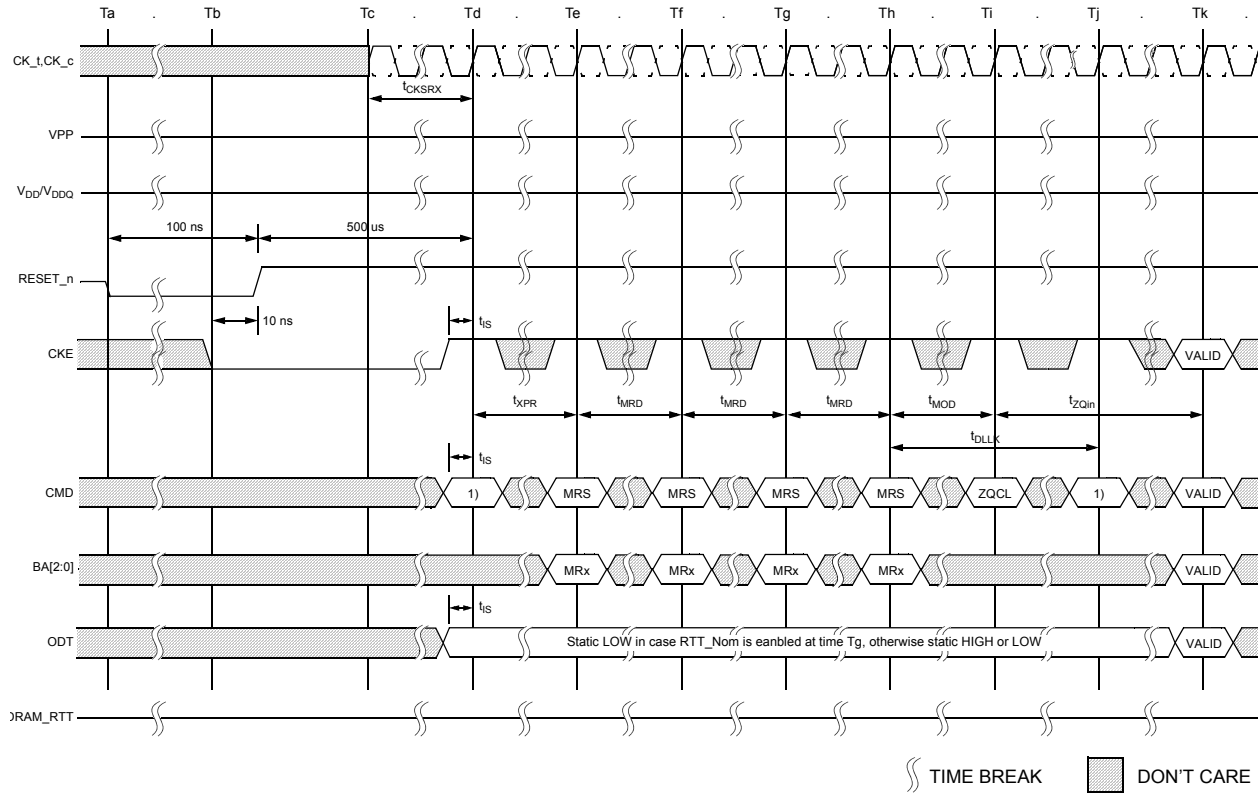 Ta . Tb . Tc . Td . Te . Tf . Tg . Th . Ti . Tj . Tk .
CK_t,CK_c
tCKSRX
VPP
VDD/VDDQ
100 ns 500 us
RESET_n
10 ns tIS
CKE VALID
tXPR tMRD tMRD tMRD tMOD tZQin
tDLLK
tIS
CMD 1) MRS MRS MRS MRS ZQCL 1) VALID
BA[2:0] MRx MRx MRx MRx VALID
tIS
ODT Static LOW in case RTT_Nom is eanbled at time Tg, otherwise static HIGH or LOW VALID
DRAM_RTT
TIME BREAK DON'T CARE